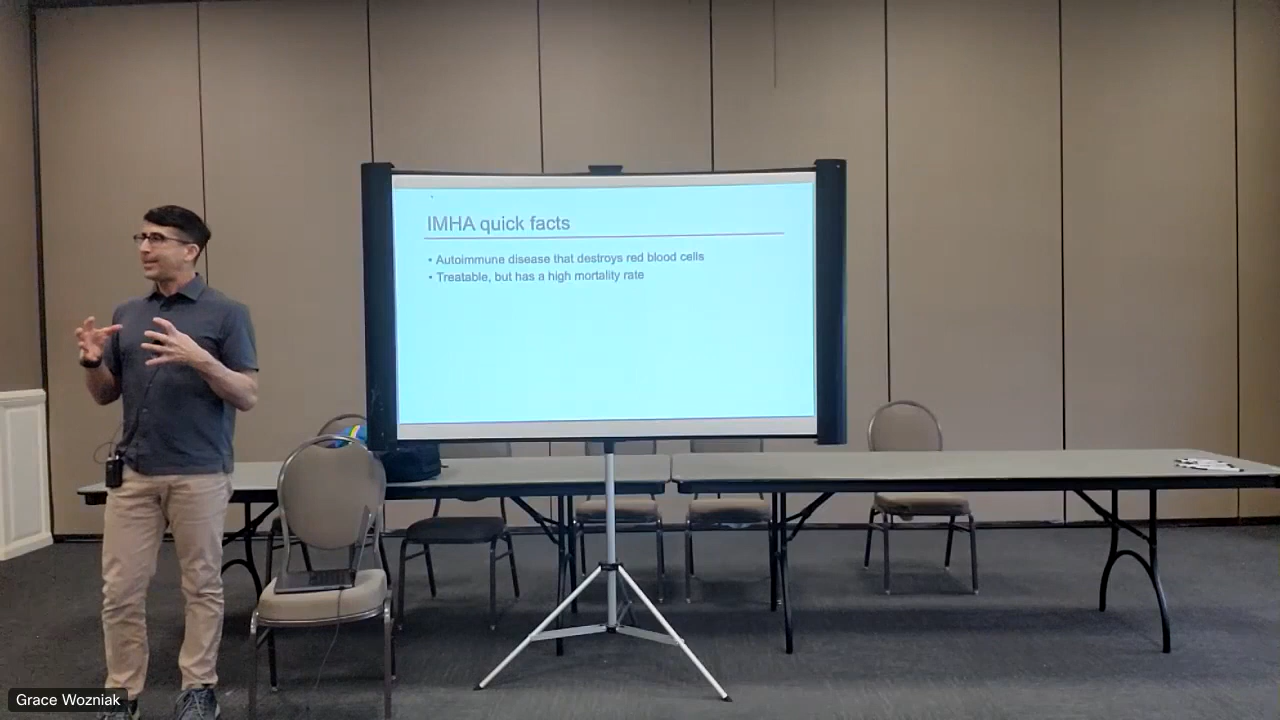 IMHA quick facts
• Autoimmune disease that destroys red blood cells
• Treatable, but has a high mortality rate
Grace Wozniak